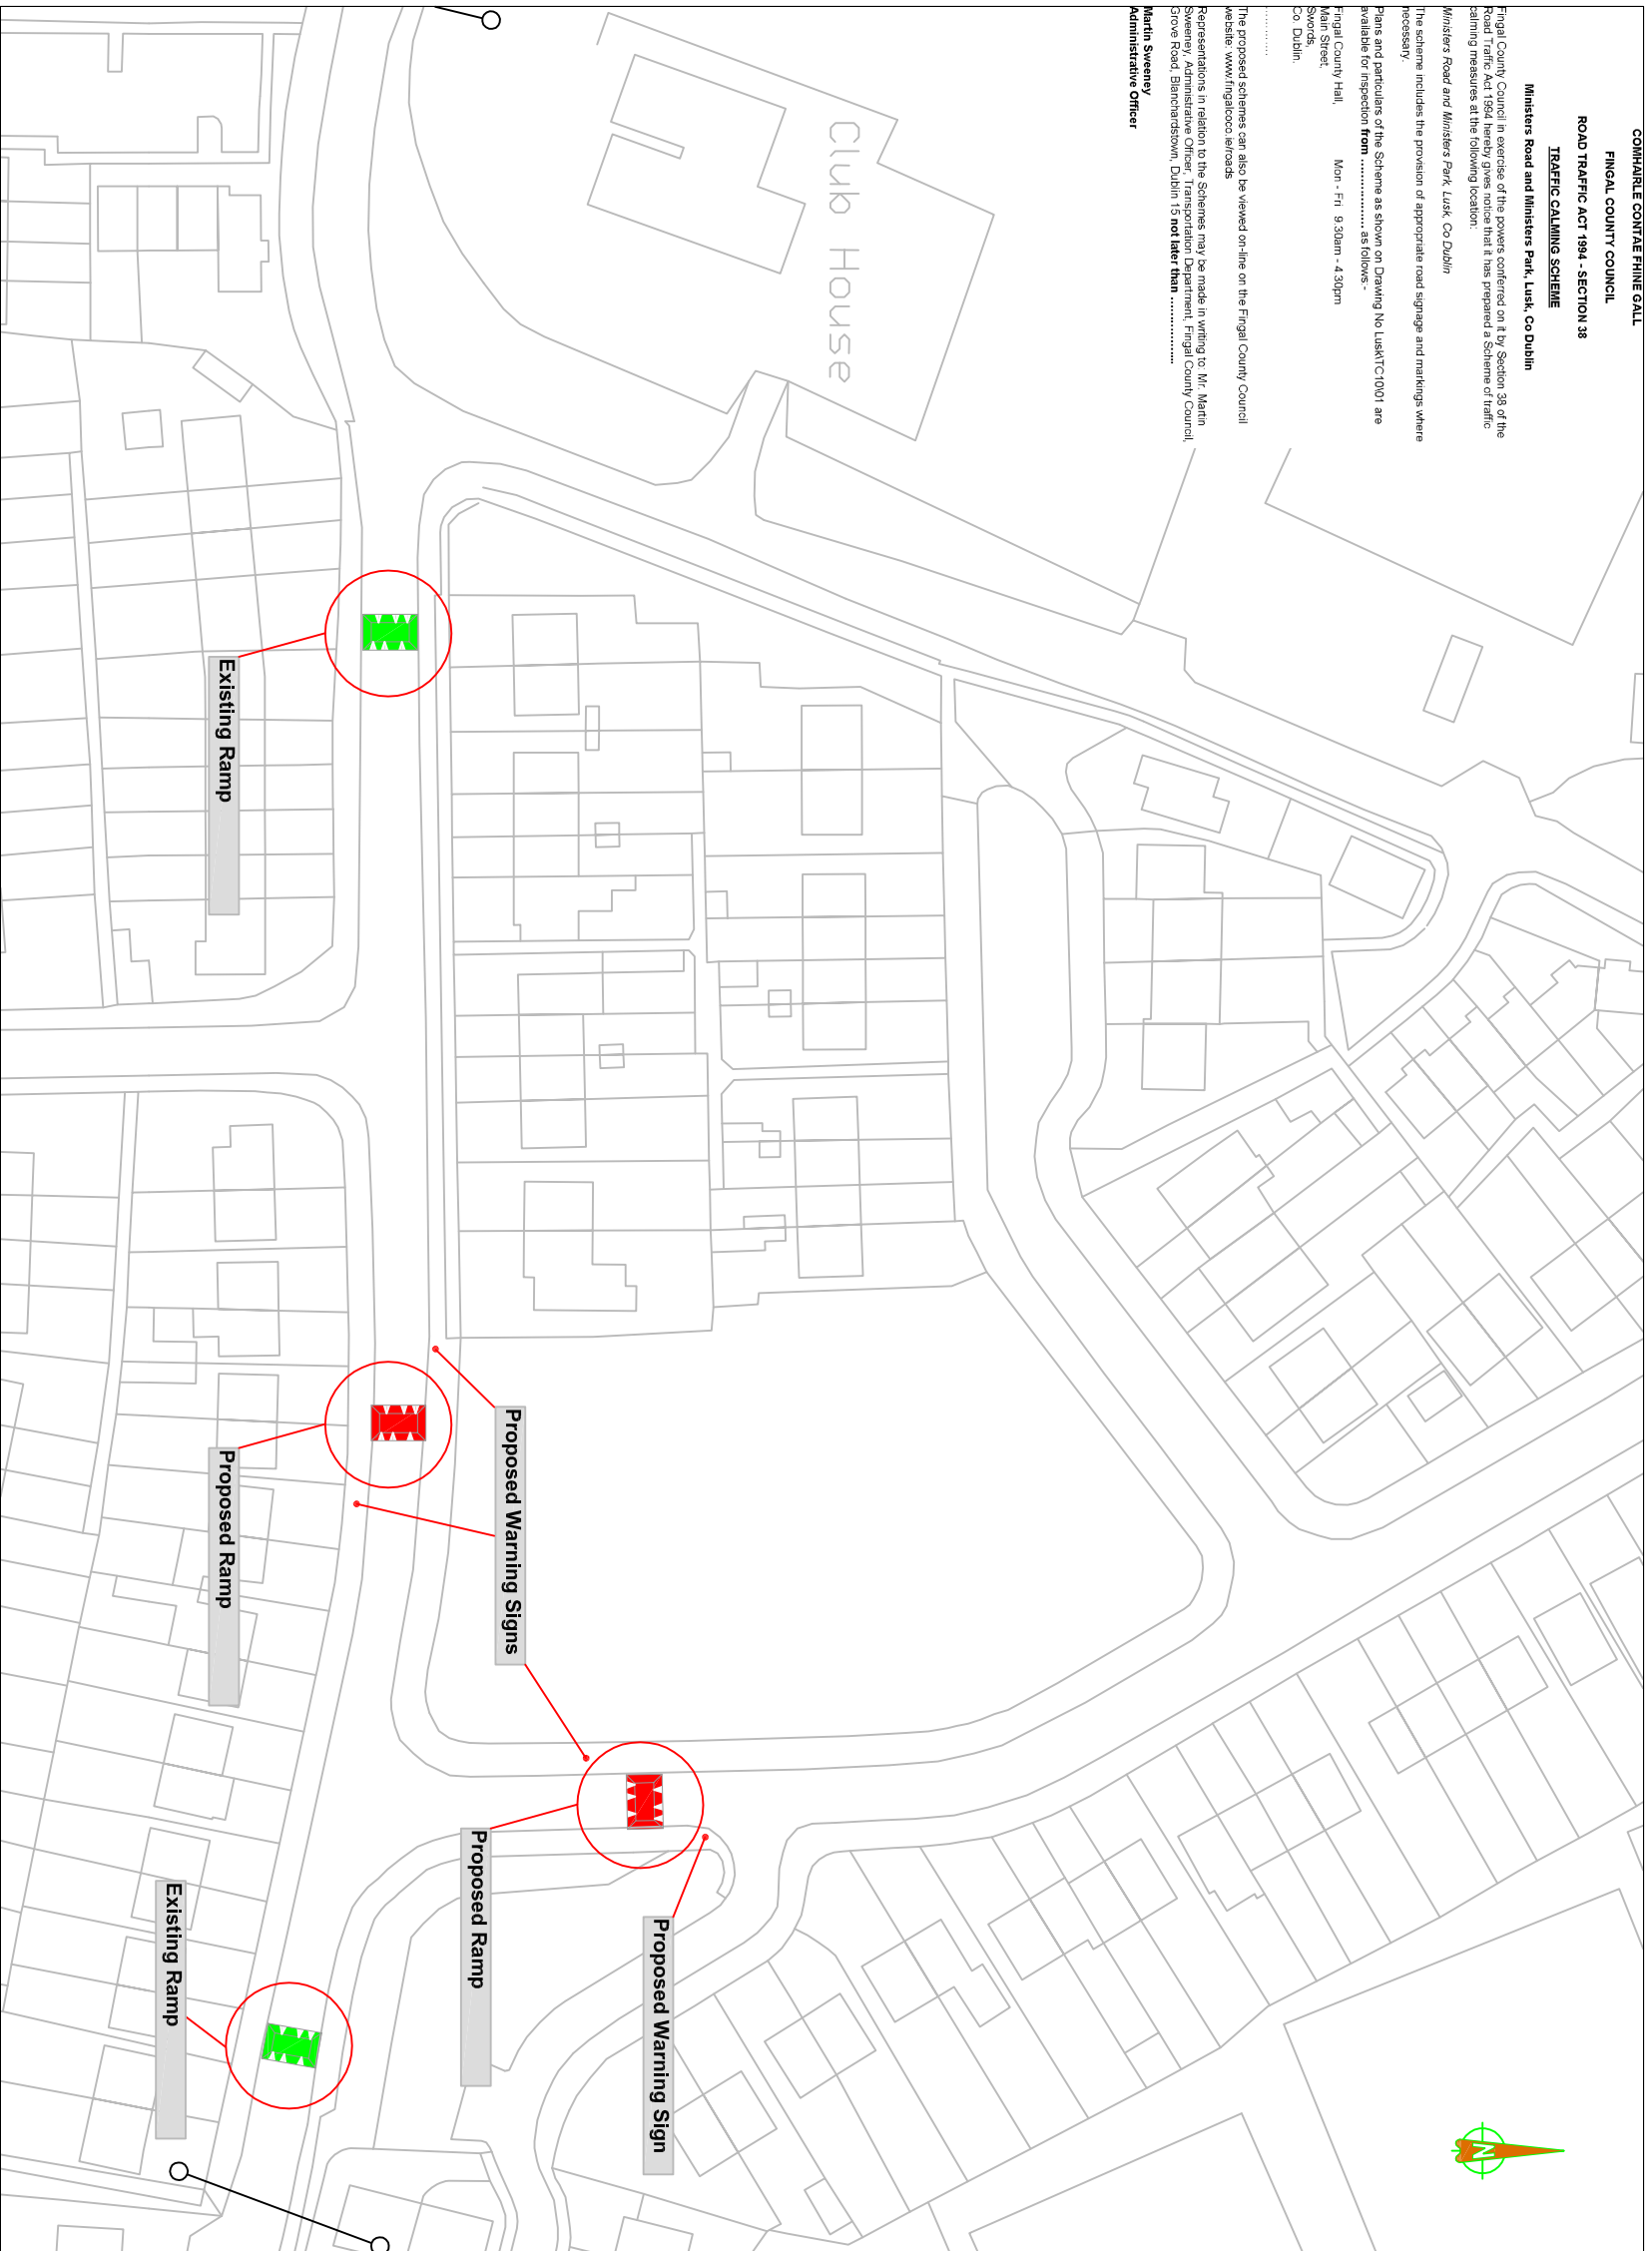 COMHAIRLE CONTAE FHINE GALL
FINGAL COUNTY COUNCIL
ROAD TRAFFIC ACT 1994 - SECTION 38
TRAFFIC CALMING SCHEME
Ministers Road and Ministers Park, Lusk, Co Dublin
Fingal County Council in exercise of the powers conferred on it by Section 38 of the
Road Traffic Act 1994 hereby gives notice that it has prepared a Scheme of traffic
calming measures at the following location:
Ministers Road and Ministers Park, Lusk, Co Dublin
The scheme includes the provision of appropriate road signage and markings where
necessary.
Plans and particulars of the Scheme as shown on Drawing No Lusk\TC10\01 are
available for inspection from .................. as follows:-
Fingal County Hall, Mon - Fri 9.30am - 4.30pm
Main Street,
Swords,
Co. Dublin.
............
The proposed schemes can also be viewed on-line on the Fingal County Council
website: www.fingalcoco.ie/roads
Representations in relation to the Schemes may be made in writing to: Mr. Martin
Sweeney, Administrative Officer, Transportation Department, Fingal County Council,
Grove Road, Blanchardstown, Dublin 15 not later than ..................
Martin Sweeney
Administrative Officer
Club House
Existing Ramp
Proposed Warning Signs
Proposed Ramp
Proposed Warning Sign
Proposed Ramp
Existing Ramp
N